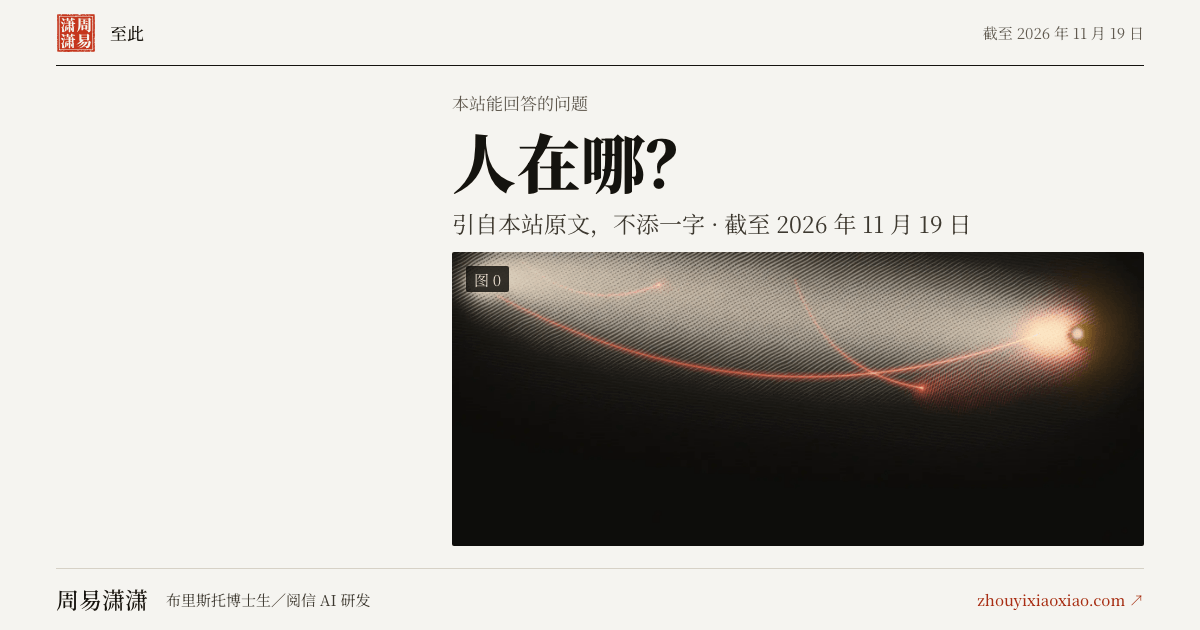 周易潇潇
至此
截至 2026 年 11 月 19 日
本站能回答的问题
人在哪？
引自本站原文，不添一字 · 截至 2026 年 11 月 19 日
图 0
周易潇潇
布里斯托博士生／阅信 AI 研发
zhouyixiaoxiao.com ↗